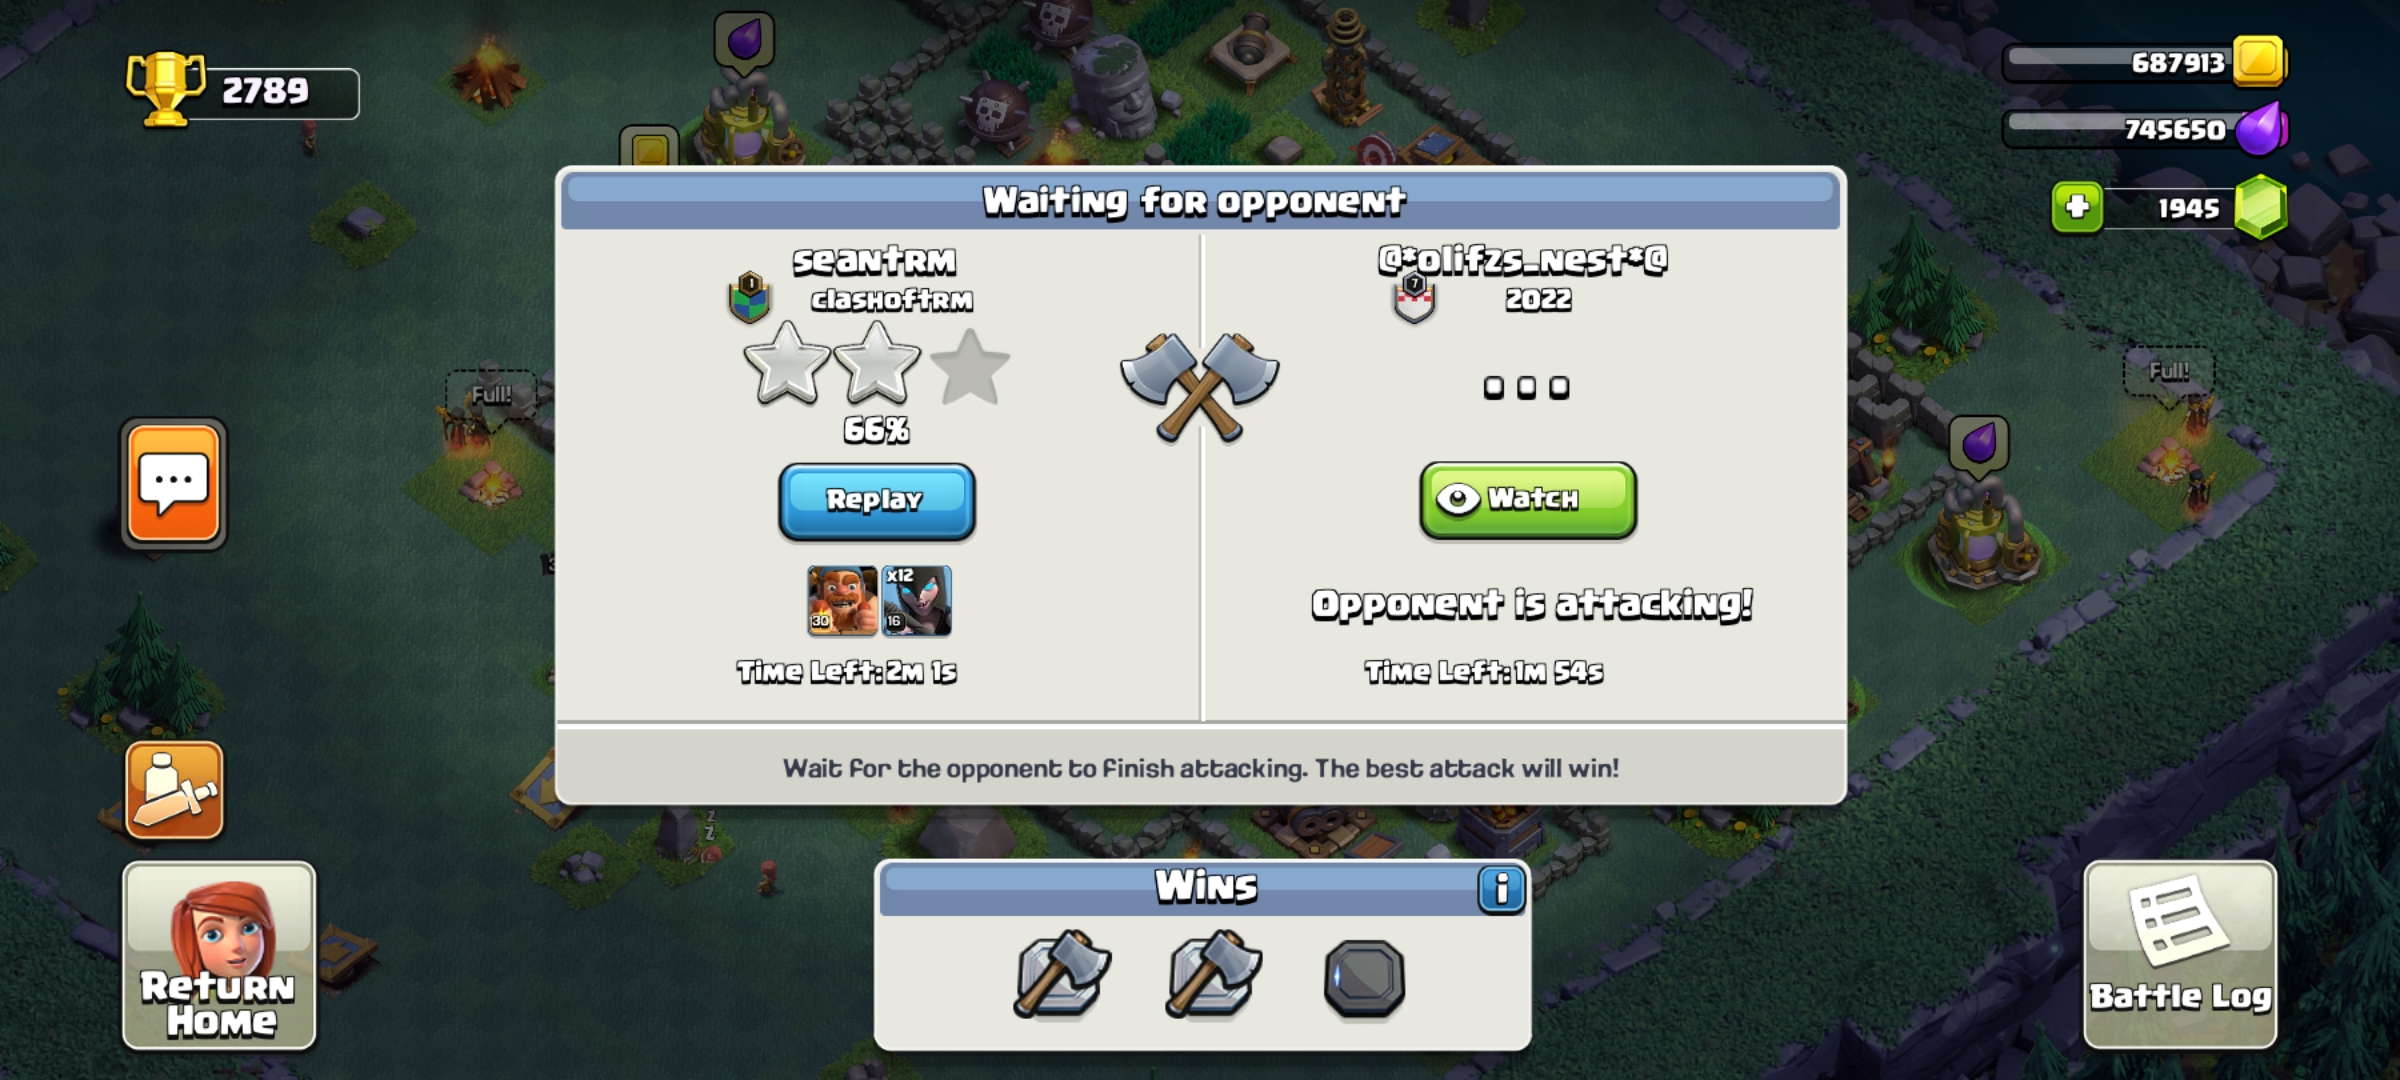 2789
687913
745650
1945
Waiting for opponent
seantrm
clashoftrm
1
66%
Replay
30
x12
16
Time Left:2m 1s
@*olifzs_nest*@
2022
7
Watch
Opponent is attacking!
Time Left:1m 54s
Wait for the opponent to finish attacking. The best attack will win!
Full!
Full!
z
z
Wins
i
Return
Home
Battle Log